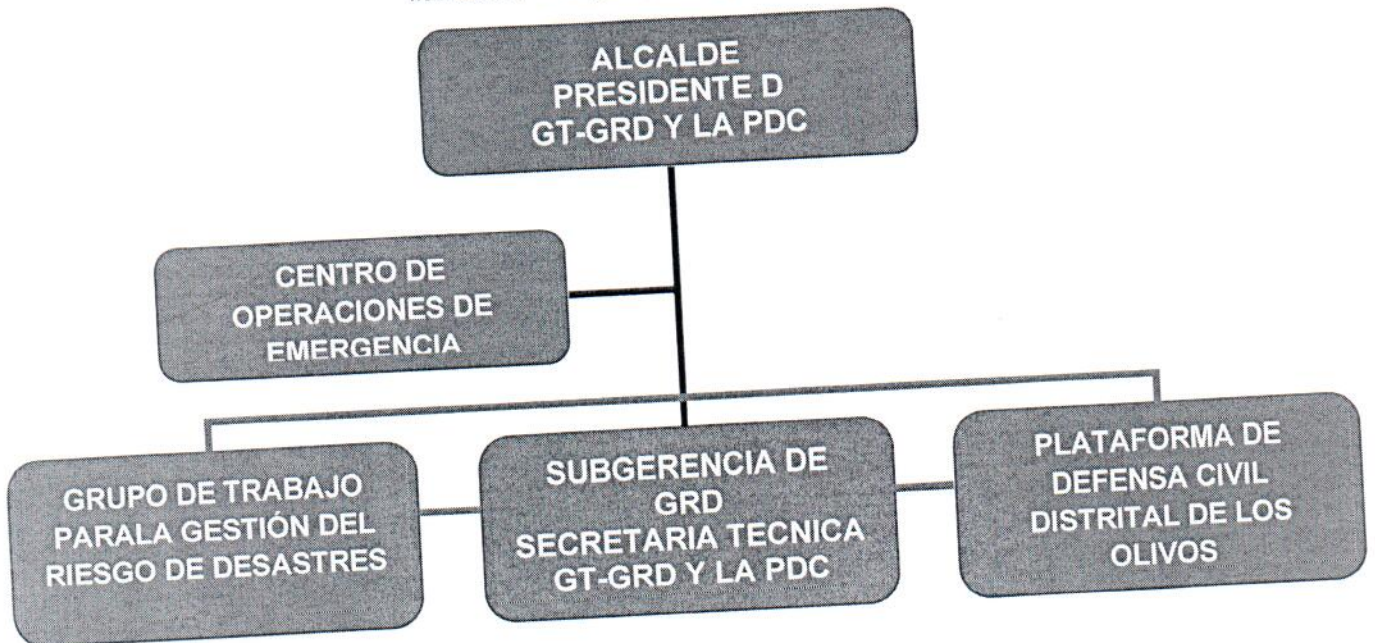 ALCALDE
PRESIDENTE D
GT-GRD Y LA PDC
CENTRO DE
OPERACIONES DE
EMERGENCIA
GRUPO DE TRABAJO
PARALA GESTIÓN DEL
RIESGO DE DESASTRES
SUBGERENCIA DE
GRD
SECRETARIA TECNICA
GT-GRD Y LA PDC
PLATAFORMA DE
DEFENSA CIVIL
DISTRITAL DE LOS
OLIVOS